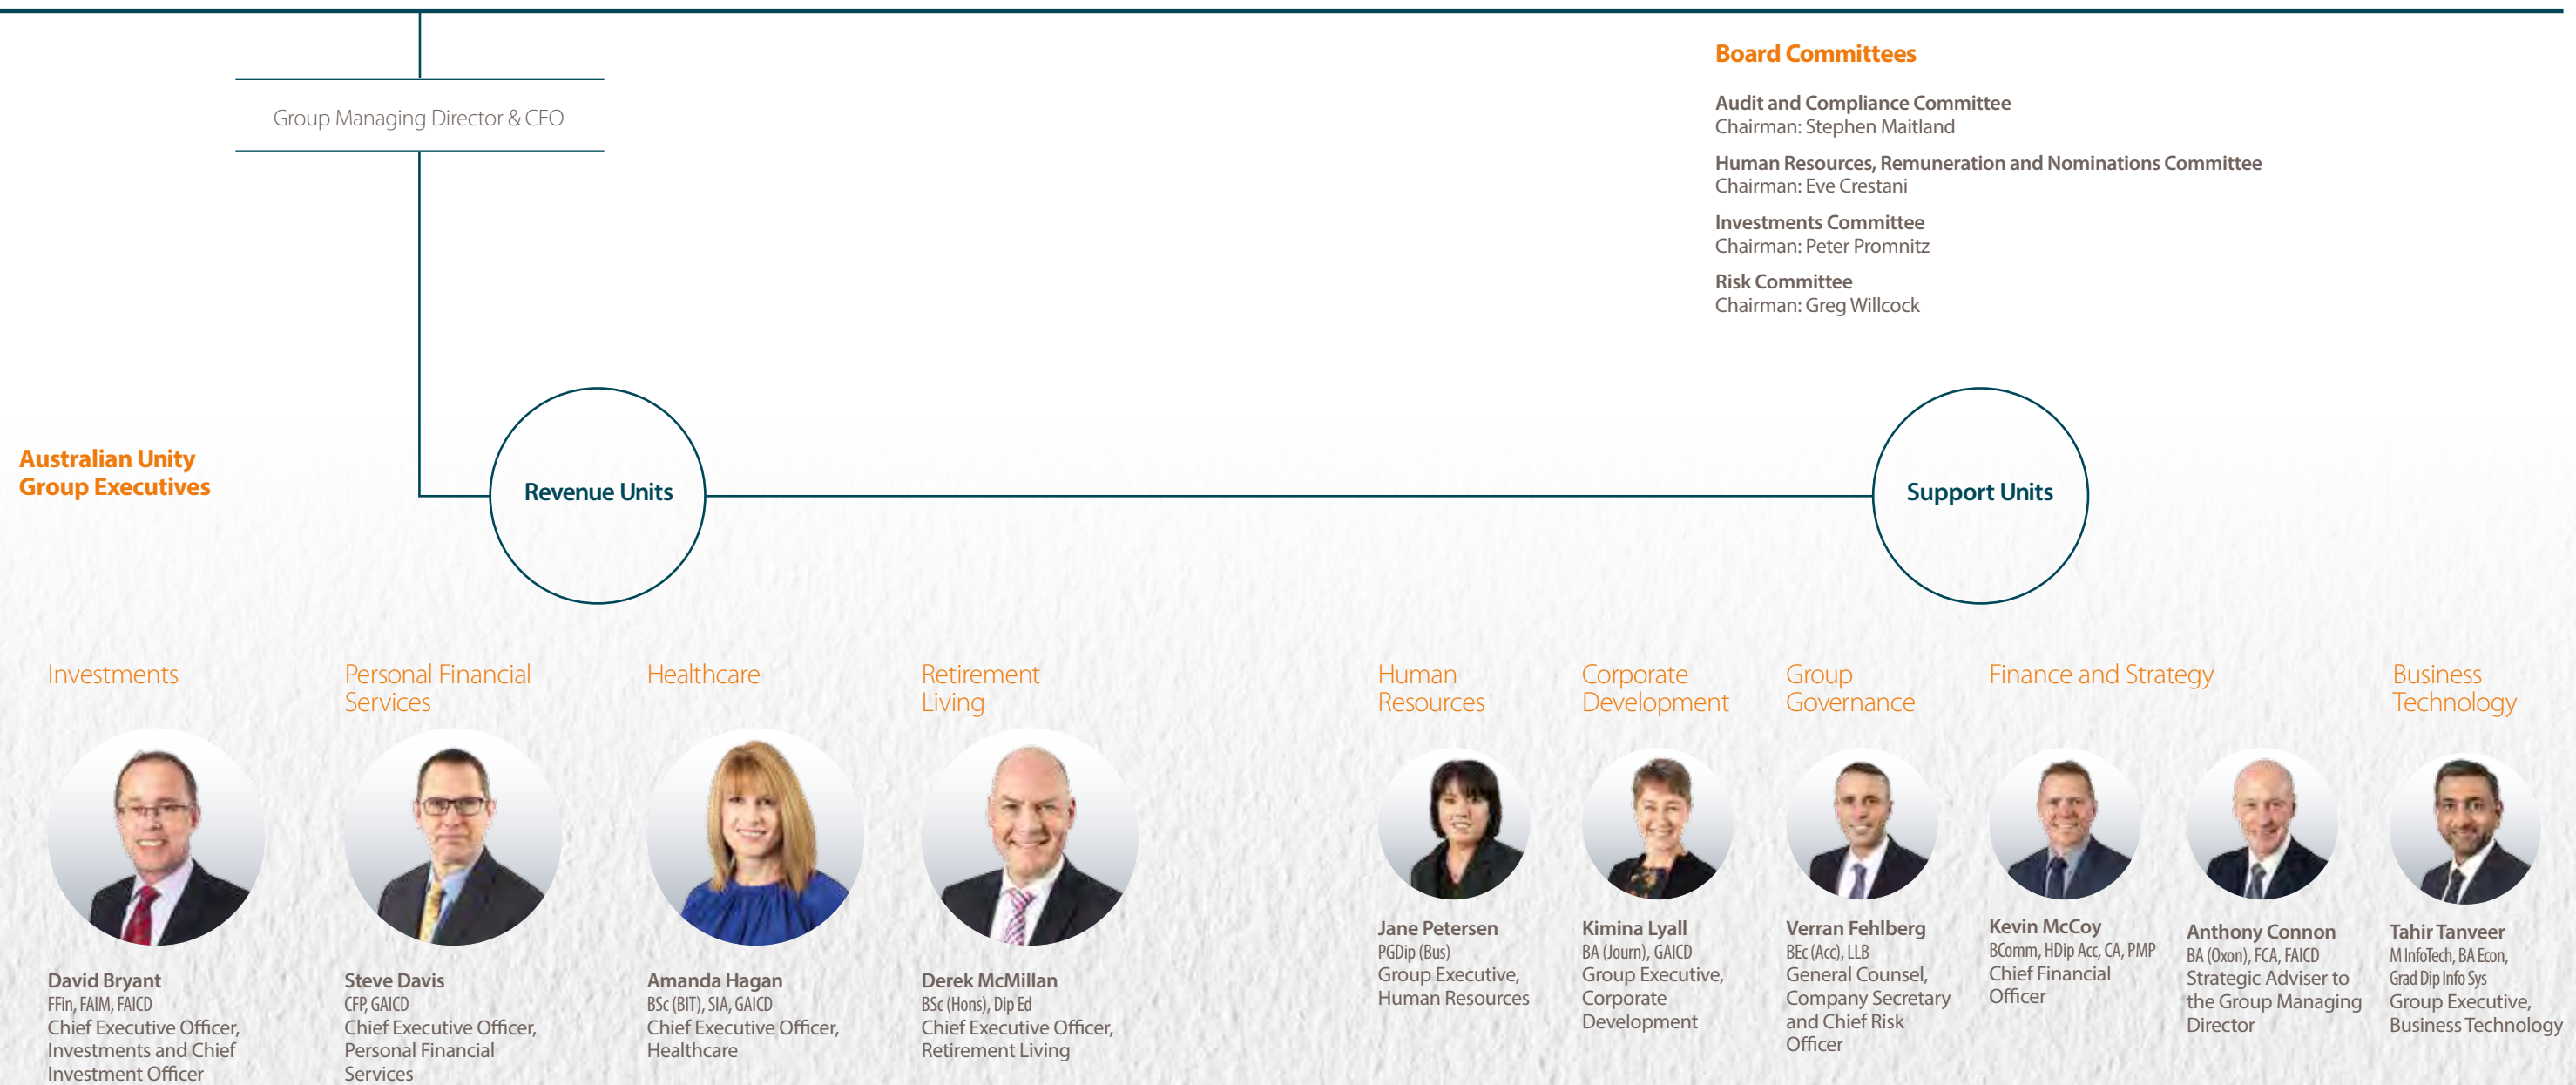 Group Managing Director & CEO
Board Committees
Audit and Compliance Committee
Chairman: Stephen Maitland
Human Resources, Remuneration and Nominations Committee
Chairman: Eve Crestani
Investments Committee
Chairman: Peter Promnitz
Risk Committee
Chairman: Greg Willcock
Australian Unity
Group Executives
Revenue Units
Support Units
Investments
David Bryant
FFin, FAIM, FAICD
Chief Executive Officer,
Investments and Chief
Investment Officer
Personal Financial
Services
Steve Davis
CFP, GAICD
Chief Executive Officer,
Personal Financial
Services
Healthcare
Amanda Hagan
BSc (BIT), SIA, GAICD
Chief Executive Officer,
Healthcare
Retirement
Living
Derek McMillan
BSc (Hons), Dip Ed
Chief Executive Officer,
Retirement Living
Human
Resources
Jane Petersen
PGDip (Bus)
Group Executive,
Human Resources
Corporate
Development
Kimina Lyall
BA (Journ), GAICD
Group Executive,
Corporate
Development
Group
Governance
Verran Fehlberg
BEc (Acc), LLB
General Counsel,
Company Secretary
and Chief Risk
Officer
Finance and Strategy
Kevin McCoy
BComm, HDip Acc, CA, PMP
Chief Financial
Officer
Anthony Connon
BA (Oxon), FCA, FAICD
Strategic Adviser to
the Group Managing
Director
Business
Technology
Tahir Tanveer
M InfoTech, BA Econ,
Grad Dip Info Sys
Group Executive,
Business Technology